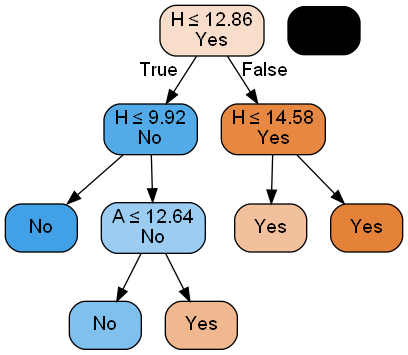 H ≤ 12.86
Yes
True
False
H ≤ 9.92
No
H ≤ 14.58
Yes
No
A ≤ 12.64
No
Yes
Yes
No
Yes